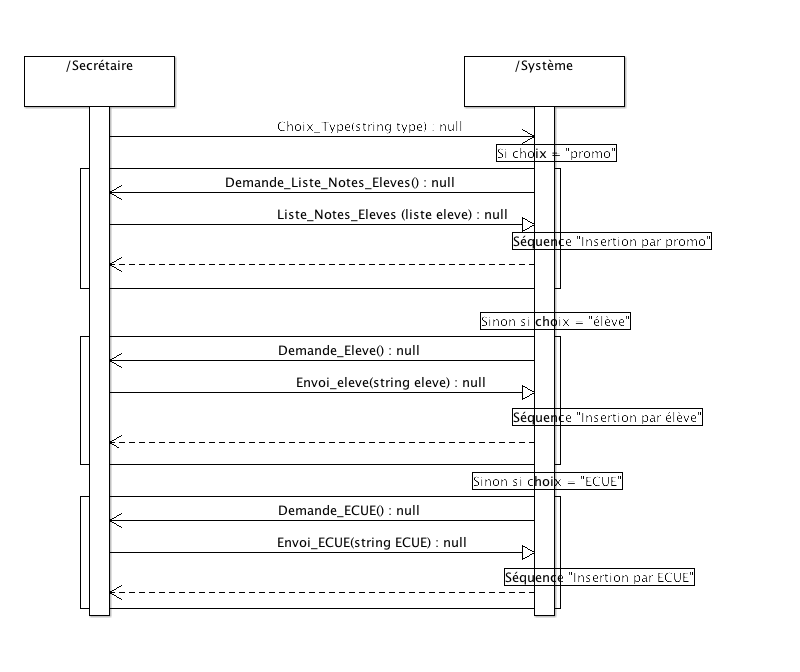 /Secrétaire
/Système
Choix_Type(string type) : null
Si choix = "promo"
Demande_Liste_Notes_Eleves() : null
Liste_Notes_Eleves (liste eleve) : null
Séquence "Insertion par promo"
Sinon si choix = "élève"
Demande_Eleve() : null
Envoi_eleve(string eleve) : null
Séquence "Insertion par élève"
Sinon si choix = "ECUE"
Demande_ECUE() : null
Envoi_ECUE(string ECUE) : null
Séquence "Insertion par ECUE"